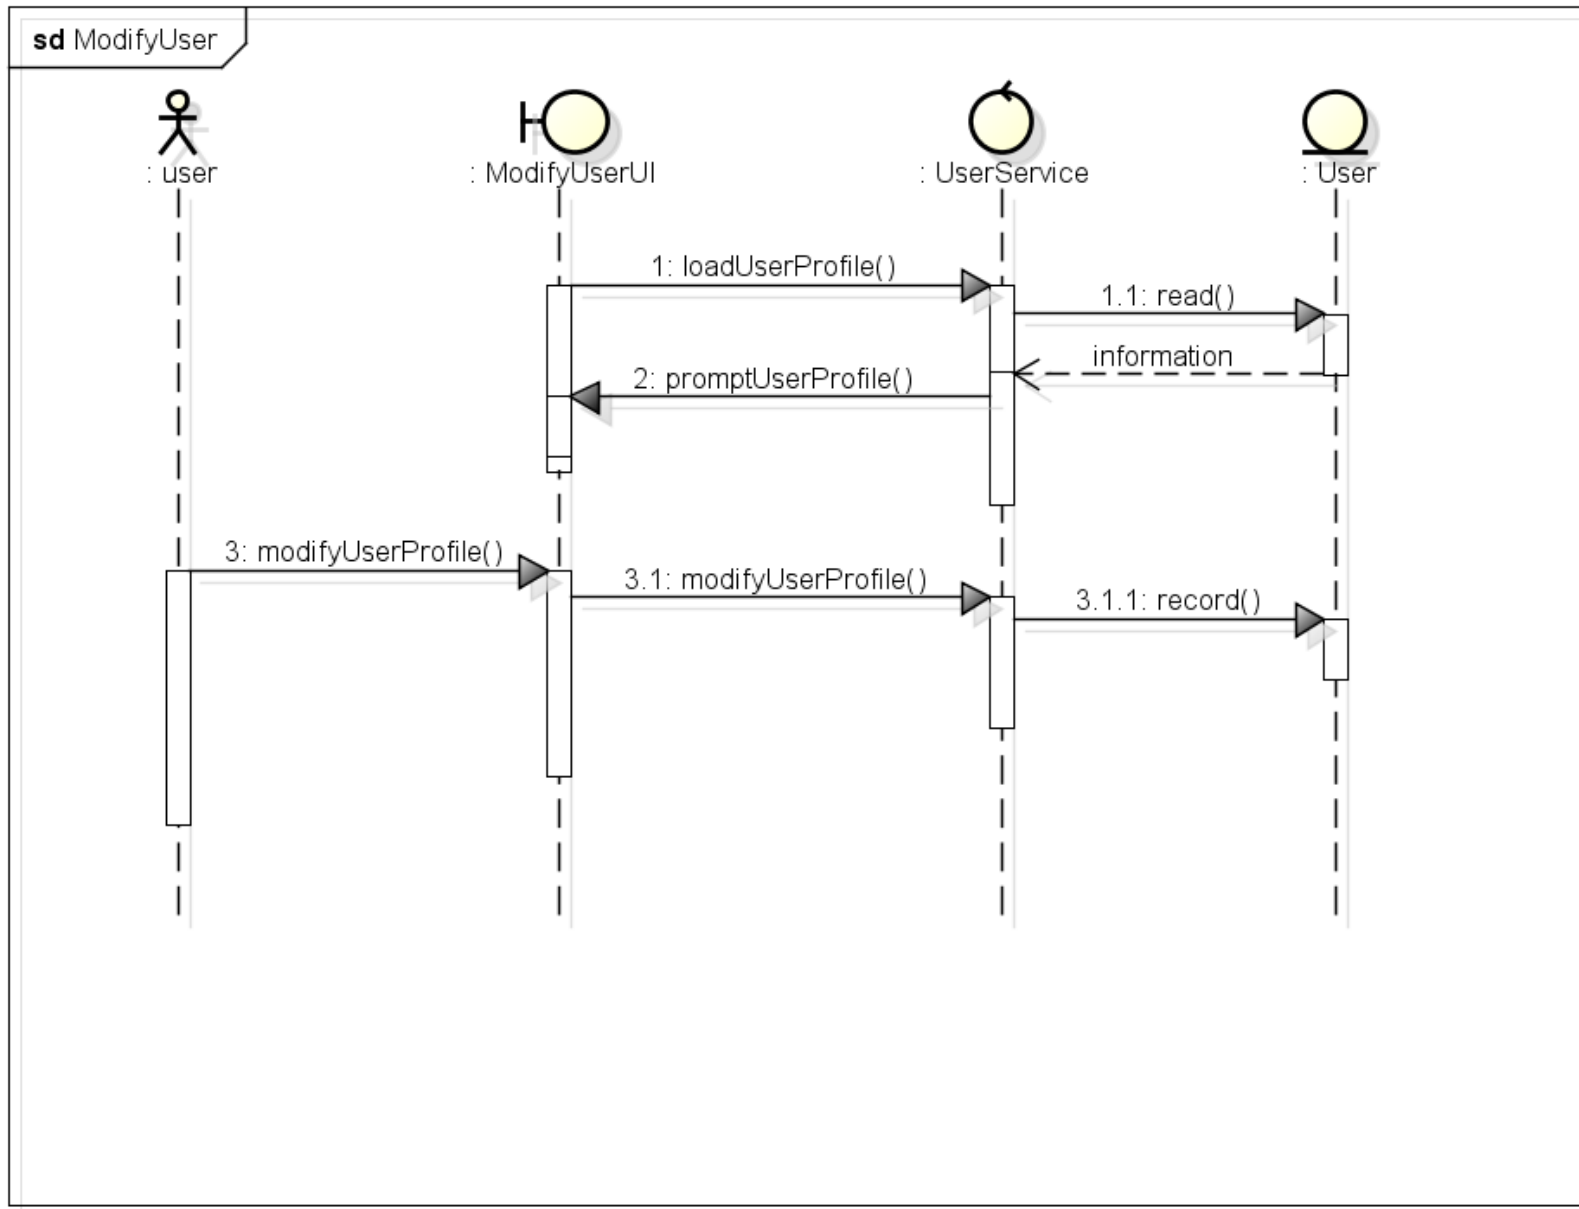 sd ModifyUser
: user
: ModifyUserUI
: UserService
: User
1: loadUserProfile()
1.1: read()
information
2: promptUserProfile()
3: modifyUserProfile()
3.1: modifyUserProfile()
3.1.1: record()